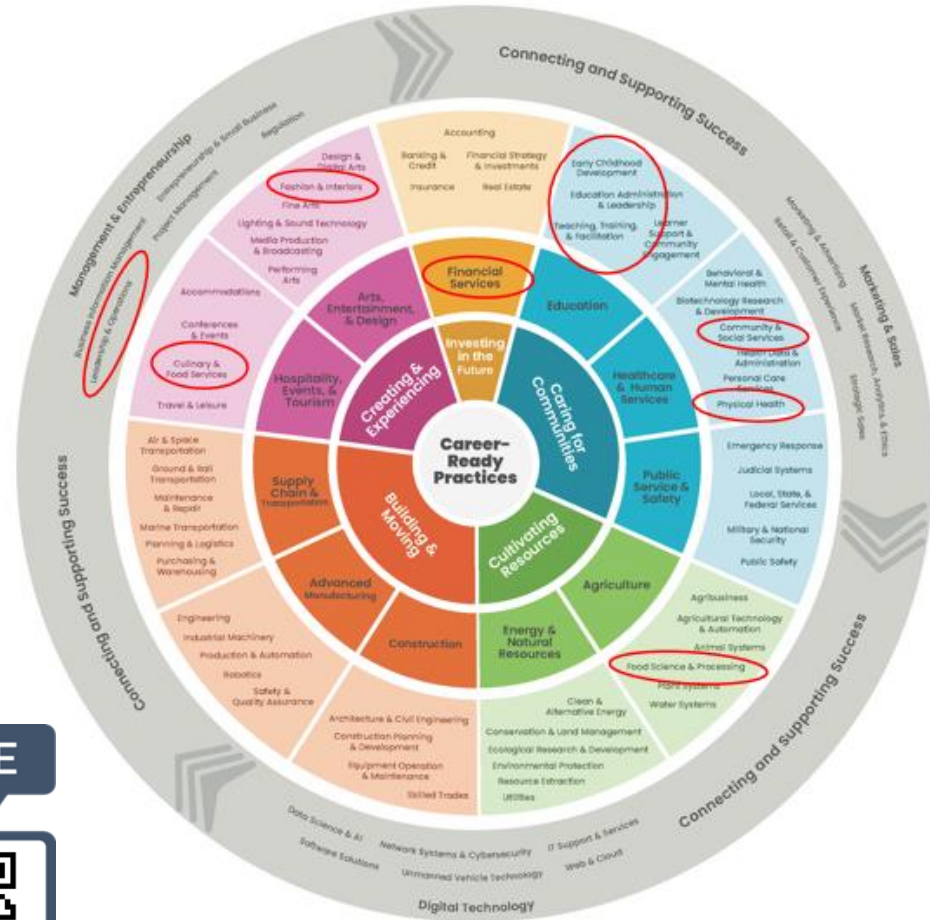 Career-
Ready
Practices
Investing
in the
Future
Caring for
Communities
Cultivating
Resources
Building &
Moving
Creating &
Experiencing
Financial
Services
Education
Healthcare
& Human
Services
Public
Service &
Safety
Agriculture
Energy &
Natural
Resources
Construction
Advanced
Manufacturing
Supply
Chain &
Transportation
Hospitality,
Events, &
Tourism
Arts,
Entertainment,
& Design
Accounting
Banking &
Credit
Financial Strategy
& Investments
Insurance
Real Estate
Early Childhood
Development
Education Administration
& Leadership
Teaching, Training,
& Facilitation
Learner
Support &
Community
Engagement
Behavioral &
Mental Health
Biotechnology Research
& Development
Community &
Social Services
Health Data &
Administration
Personal Care
Services
Physical Health
Emergency Response
Judicial Systems
Local, State, &
Federal Services
Military & National
Security
Public Safety
Agribusiness
Agricultural Technology
& Automation
Animal Systems
Food Science & Processing
Plant Systems
Water Systems
Clean &
Alternative Energy
Conservation & Land Management
Ecological Research & Development
Environmental Protection
Resource Extraction
Utilities
Architecture & Civil Engineering
Construction Planning
& Development
Equipment Operation
& Maintenance
Skilled Trades
Engineering
Industrial Machinery
Production & Automation
Robotics
Safety &
Quality Assurance
Air & Space
Transportation
Ground & Rail
Transportation
Maintenance
& Repair
Marine Transportation
Planning & Logistics
Purchasing &
Warehousing
Accommodations
Conferences
& Events
Culinary &
Food Services
Travel & Leisure
Design &
Digital Arts
Fashion & Interiors
Fine Arts
Lighting & Sound Technology
Media Production
& Broadcasting
Performing
Arts
Connecting and Supporting Success
Marketing & Sales
Marketing & Advertising
Retail & Customer Experience
Market Research, Analytics, & Ethics
Strategic Sales
Connecting and Supporting Success
Digital Technology
Data Science & AI
Network Systems & Cybersecurity
IT Support & Services
Software Solutions
Unmanned Vehicle Technology
Web & Cloud
Connecting and Supporting Success
Management & Entrepreneurship
Business Information Management
Entrepreneurship & Small Business
Leadership & Operations
Project Management
Regulation
E